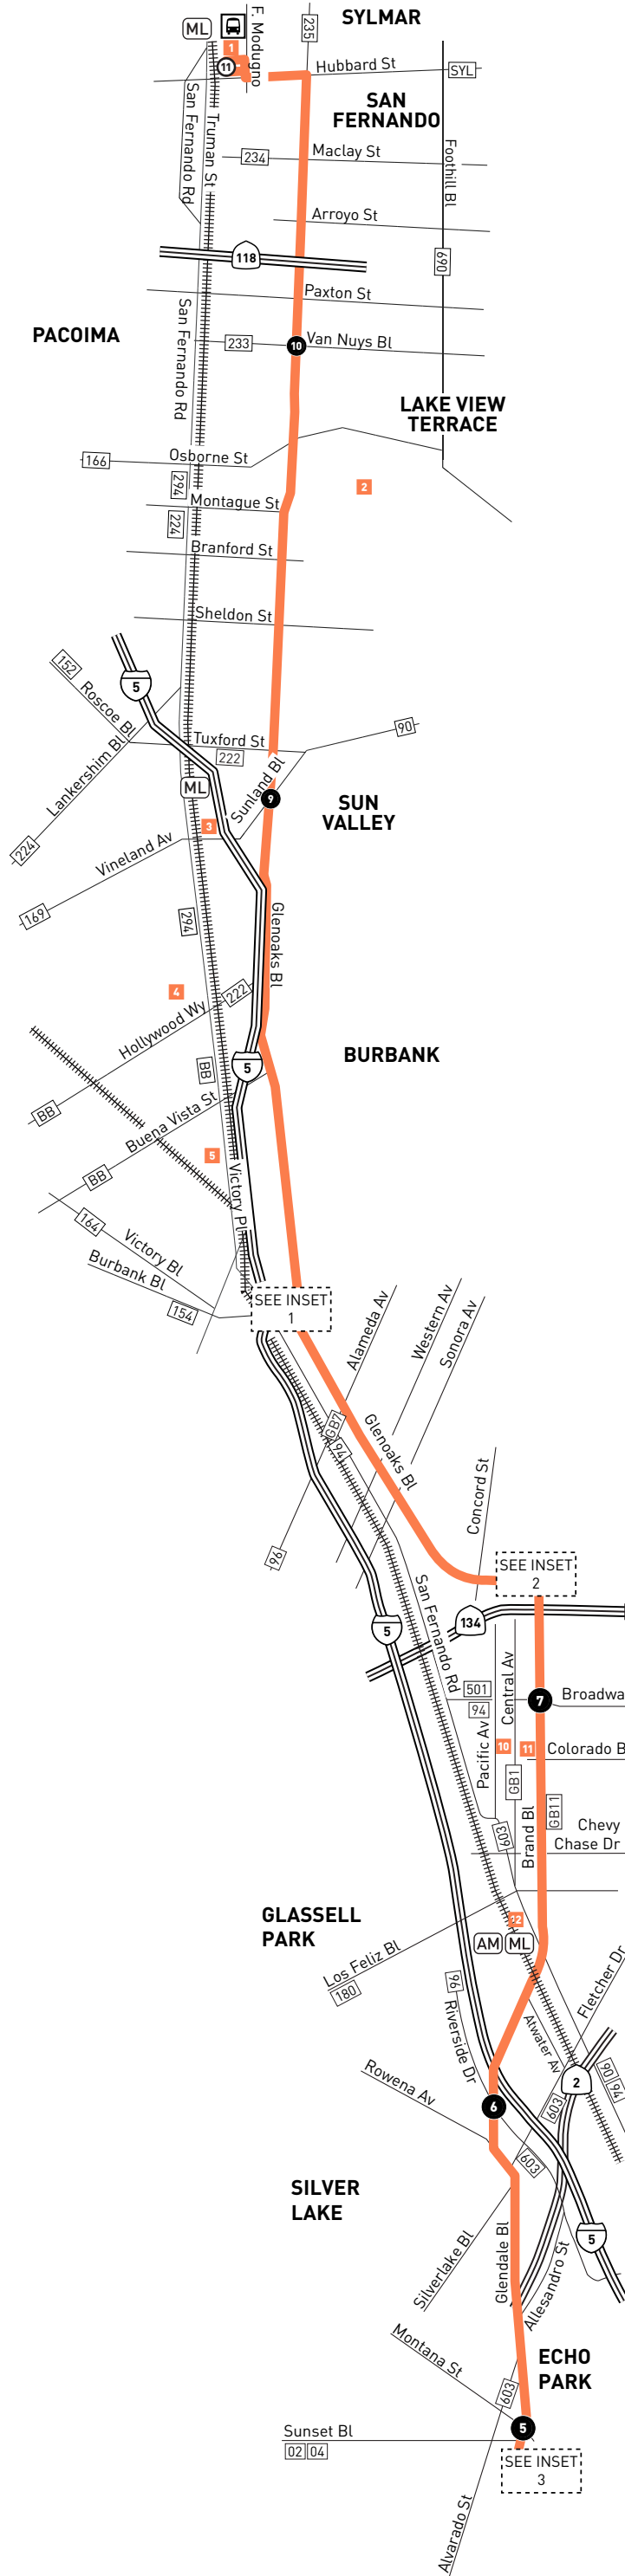 SYLMAR
ML
F. Modugno
235
1
11
Hubbard St
SYL
SAN
FERNANDO
San Fernando Rd
Truman St
234
Maclay St
Foothill Bl
Arroyo St
118
690
Paxton St
San Fernando Rd
PACOIMA
233
10
Van Nuys Bl
LAKE VIEW
TERRACE
166
Osborne St
294
2
Montague St
224
Branford St
Sheldon St
152
Roscoe Bl
5
Lankershim Bl
Tuxford St
222
90
ML
Sunland Bl
9
SUN
VALLEY
3
224
Vineland Av
169
294
Glenoaks Bl
4
222
Hollywood Wy
BURBANK
5
BB
BB
Buena Vista St
5
BB
Victory Pl
164
Victory Bl
Burbank Bl
154
SEE INSET
1
Alameda Av
Western Av
Sonora Av
GB7
94
Glenoaks Bl
96
Concord St
SEE INSET
2
San Fernando Rd
134
5
Central Av
501
94
7
Broadwa
Pacific Av
10
11
Colorado B
GB1
GB11
Brand Bl
603
Chevy
Chase Dr
GLASSELL
PARK
12
AM
ML
Los Feliz Bl
180
96
Riverside Dr
Fletcher Dr
Atwater Av
Rowena Av
2
90
94
6
603
603
SILVER
LAKE
5
Silverlake Bl
Glendale Bl
Allesandro St
Montana St
ECHO
PARK
603
5
Sunset Bl
02
04
SEE INSET
3
Alvarado St